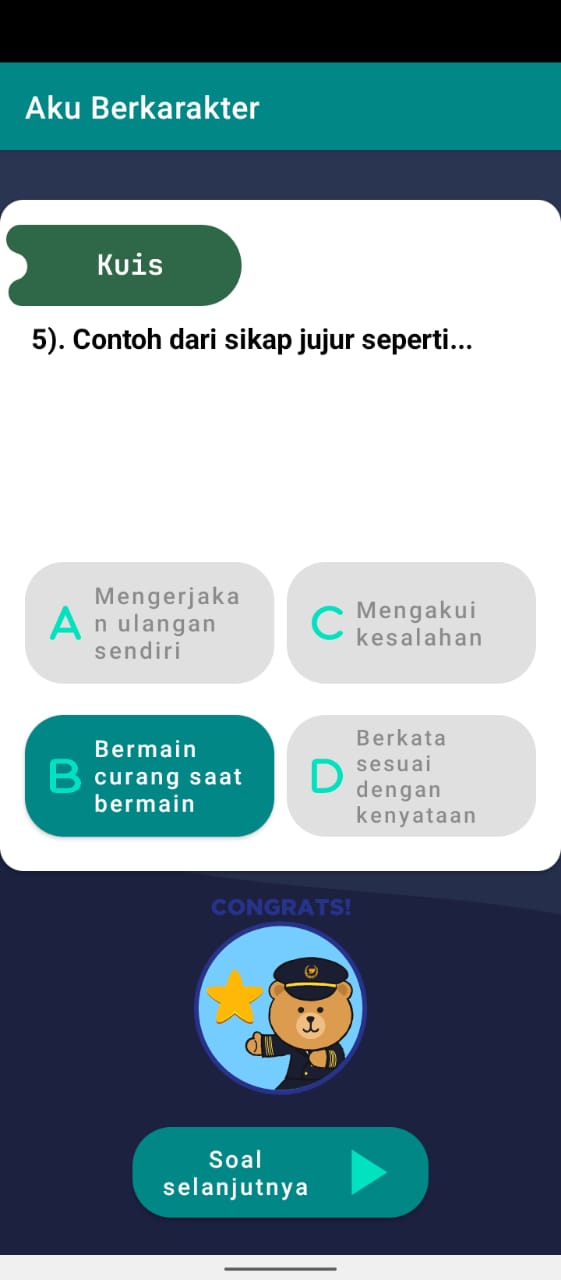 Aku Berkarakter
Kuis
5). Contoh dari sikap jujur seperti...
A
Mengerjaka
n ulangan
sendiri
C
Mengakui
kesalahan
B
Bermain
curang saat
bermain
D
Berkata
sesuai
dengan
kenyataan
CONGRATS!
Soal
selanjutnya